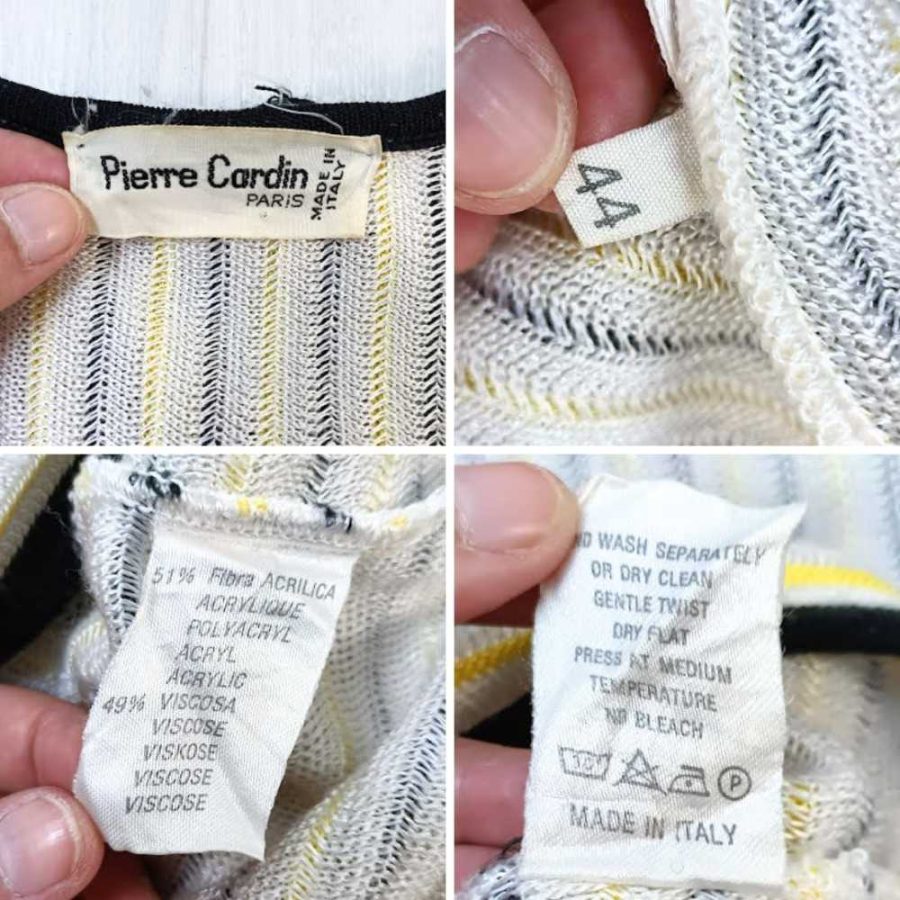 Pierre Cardin
PARIS
MADE IN
ITALY
44
51% Fibra ACRILICA
ACRYLIQUE
POLYACRYL
ACRYL
ACRYLIC
49% VISCOSA
VISCOSE
VISKOSE
VISCOSE
VISCOSE
WASH SEPARATELY
OR DRY CLEAN
GENTLE TWIST
DRY FLAT
PRESS AT MEDIUM
TEMPERATURE
NO BLEACH
30°
P
MADE IN ITALY